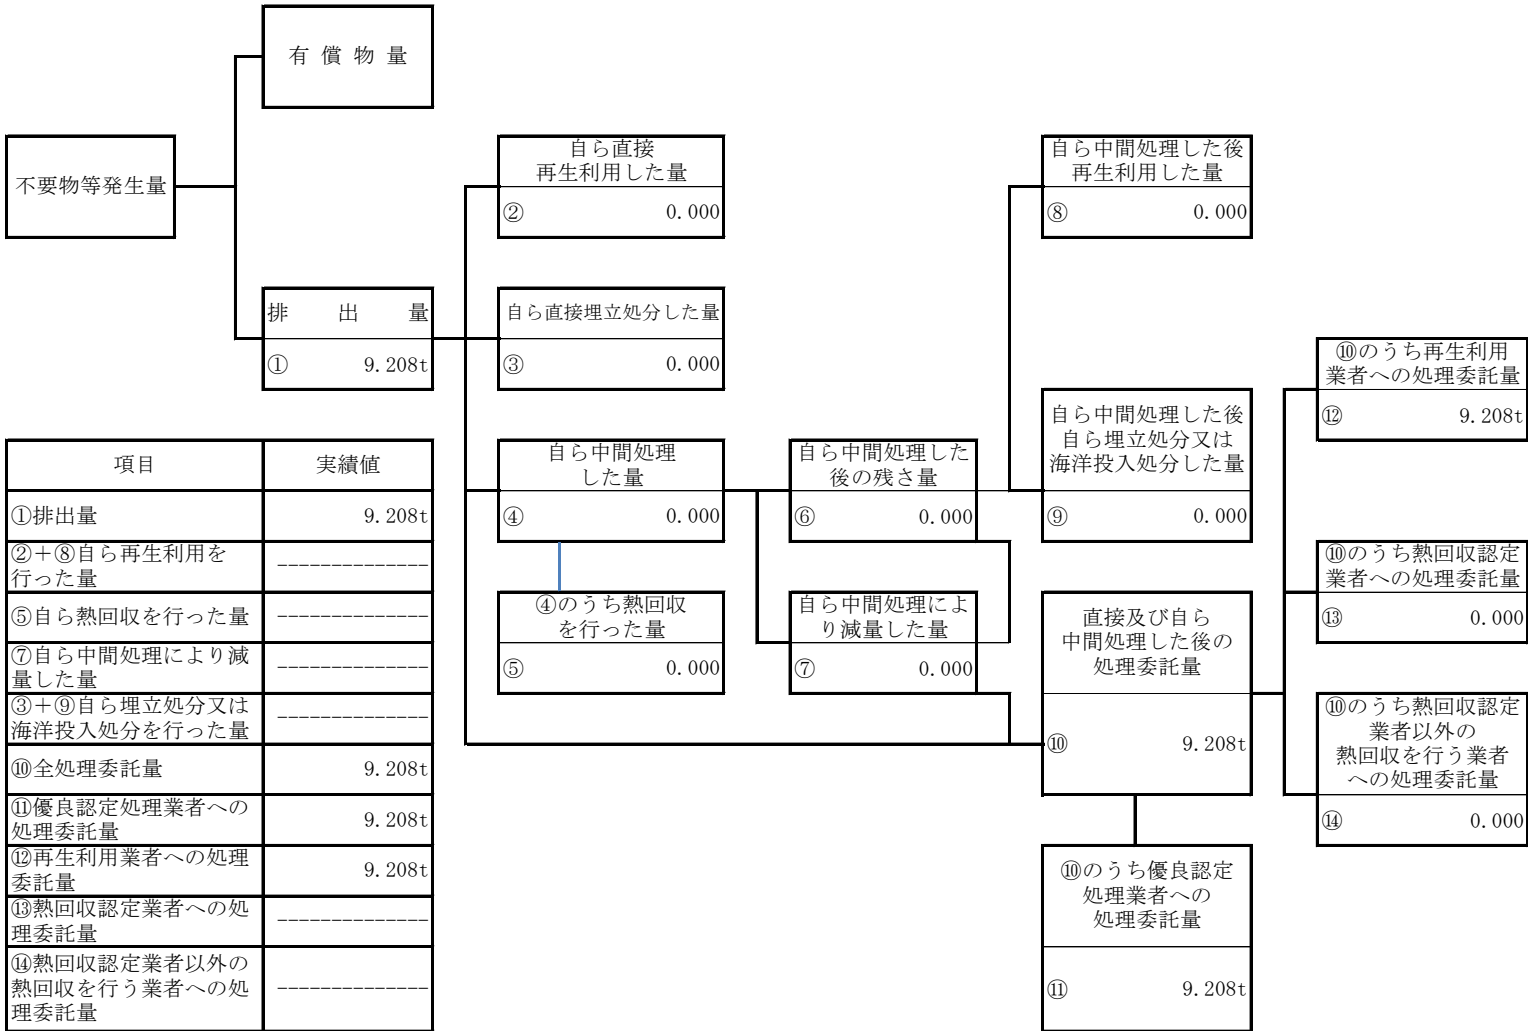 有 償 物 量
不要物等発生量
自ら直接
再生利用した量
② 0.000
自ら中間処理した後
再生利用した量
⑧ 0.000
排 出 量
① 9.208t
自ら直接埋立処分した量
③ 0.000
⑩のうち再生利用
業者への処理委託量
⑫ 9.208t
自ら中間処理
した量
④ 0.000
自ら中間処理した
後の残さ量
⑥ 0.000
自ら中間処理した後
自ら埋立処分又は
海洋投入処分した量
⑨ 0.000
⑩のうち熱回収認定
業者への処理委託量
⑬ 0.000
④のうち熱回収
を行った量
⑤ 0.000
自ら中間処理によ
り減量した量
⑦ 0.000
直接及び自ら
中間処理した後の
処理委託量
⑩ 9.208t
⑩のうち熱回収認定
業者以外の
熱回収を行う業者
への処理委託量
⑭ 0.000
⑩のうち優良認定
処理業者への
処理委託量
⑪ 9.208t
項目 実績値
①排出量 9.208t
②+⑧自ら再生利用を
行った量 --------------
⑤自ら熱回収を行った量 --------------
⑦自ら中間処理により減
量した量 --------------
③+⑨自ら埋立処分又は
海洋投入処分を行った量 --------------
⑩全処理委託量 9.208t
⑪優良認定処理業者への
処理委託量 9.208t
⑫再生利用業者への処理
委託量 9.208t
⑬熱回収認定業者への処
理委託量 --------------
⑭熱回収認定業者以外の
熱回収を行う業者への処
理委託量 --------------